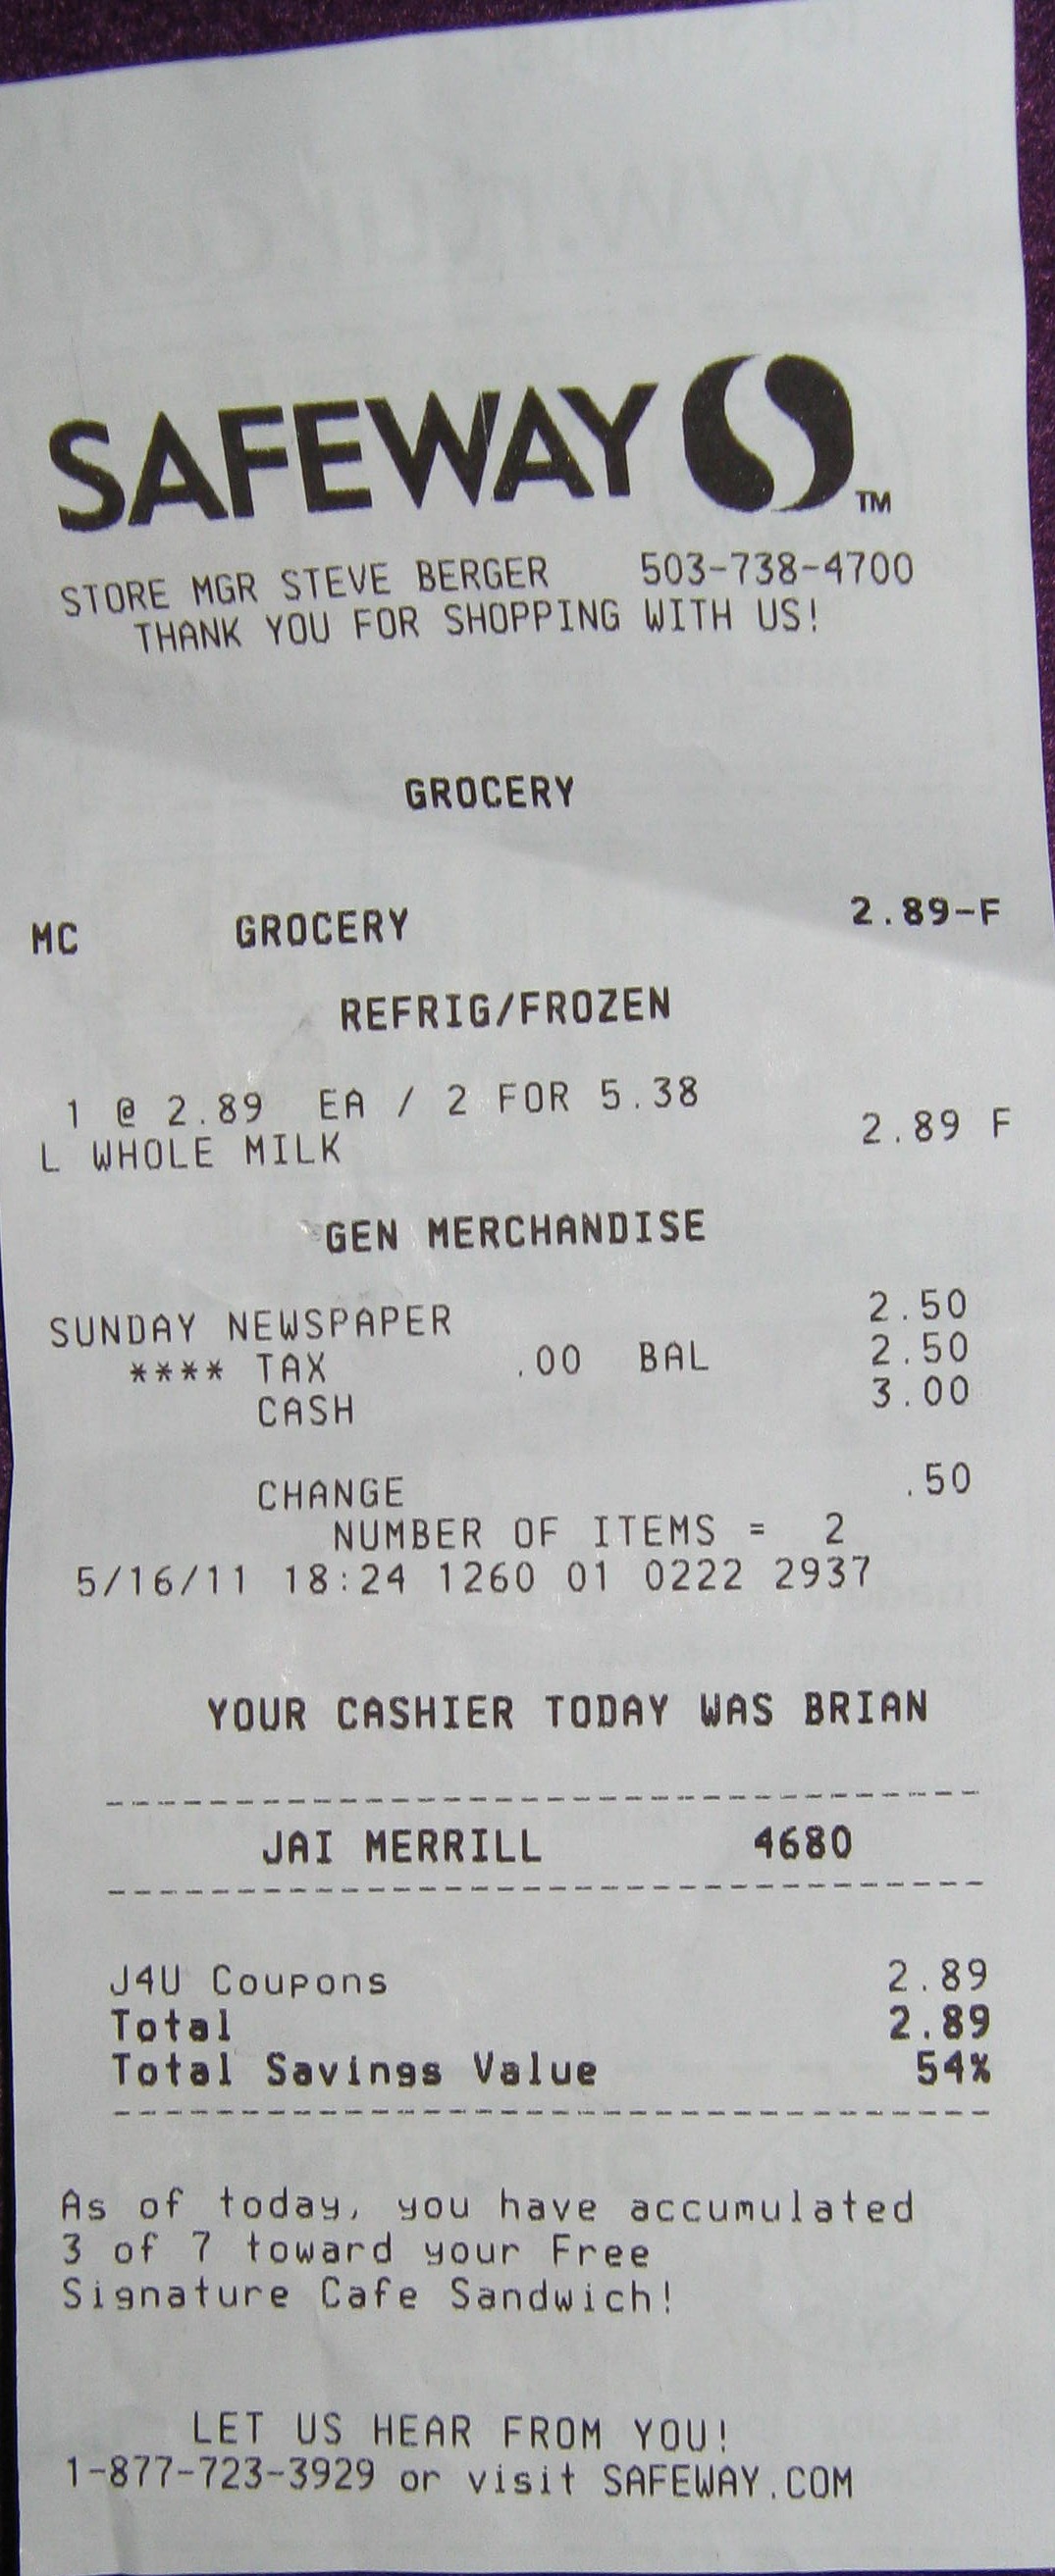 SAFEWAY TM
STORE MGR STEVE BERGER 503-738-4700
THANK YOU FOR SHOPPING WITH US!
GROCERY
MC GROCERY 2.89-F
REFRIG/FROZEN
1 @ 2.89 EA / 2 FOR 5.38
L WHOLE MILK 2.89 F
GEN MERCHANDISE
SUNDAY NEWSPAPER 2.50
**** TAX .00 BAL 2.50
CASH 3.00
CHANGE .50
NUMBER OF ITEMS = 2
5/16/11 18:24 1260 01 0222 2937
YOUR CASHIER TODAY WAS BRIAN
JAI MERRILL 4680
J4U Coupons 2.89
Total 2.89
Total Savings Value 54%
As of today, you have accumulated
3 of 7 toward your Free
Signature Cafe Sandwich!
LET US HEAR FROM YOU!
1-877-723-3929 or visit SAFEWAY.COM